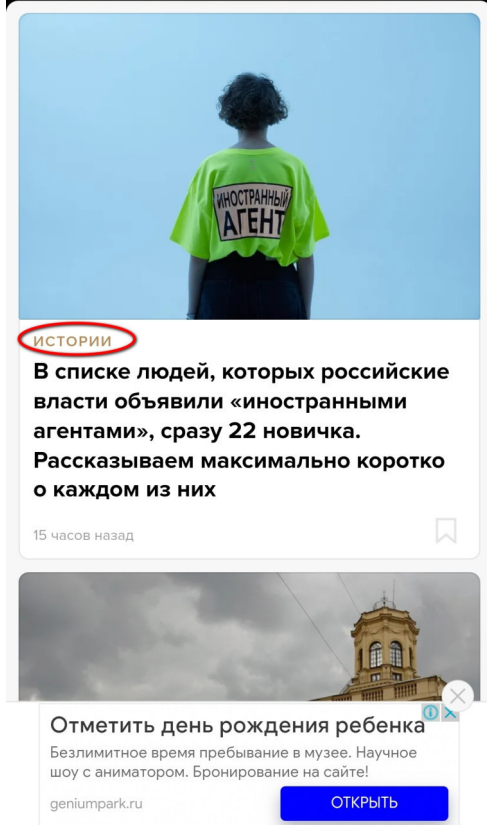 ИНОСТРАННЫЙ
АГЕНТ
ИСТОРИИ
В списке людей, которых российские
власти объявили «иностранными
агентами», сразу 22 новичка.
Рассказываем максимально коротко
о каждом из них
15 часов назад
Отметить день рождения ребенка
Безлимитное время пребывание в музее. Научное
шоу с аниматором. Бронирование на сайте!
geniumpark.ru
ОТКРЫТЬ